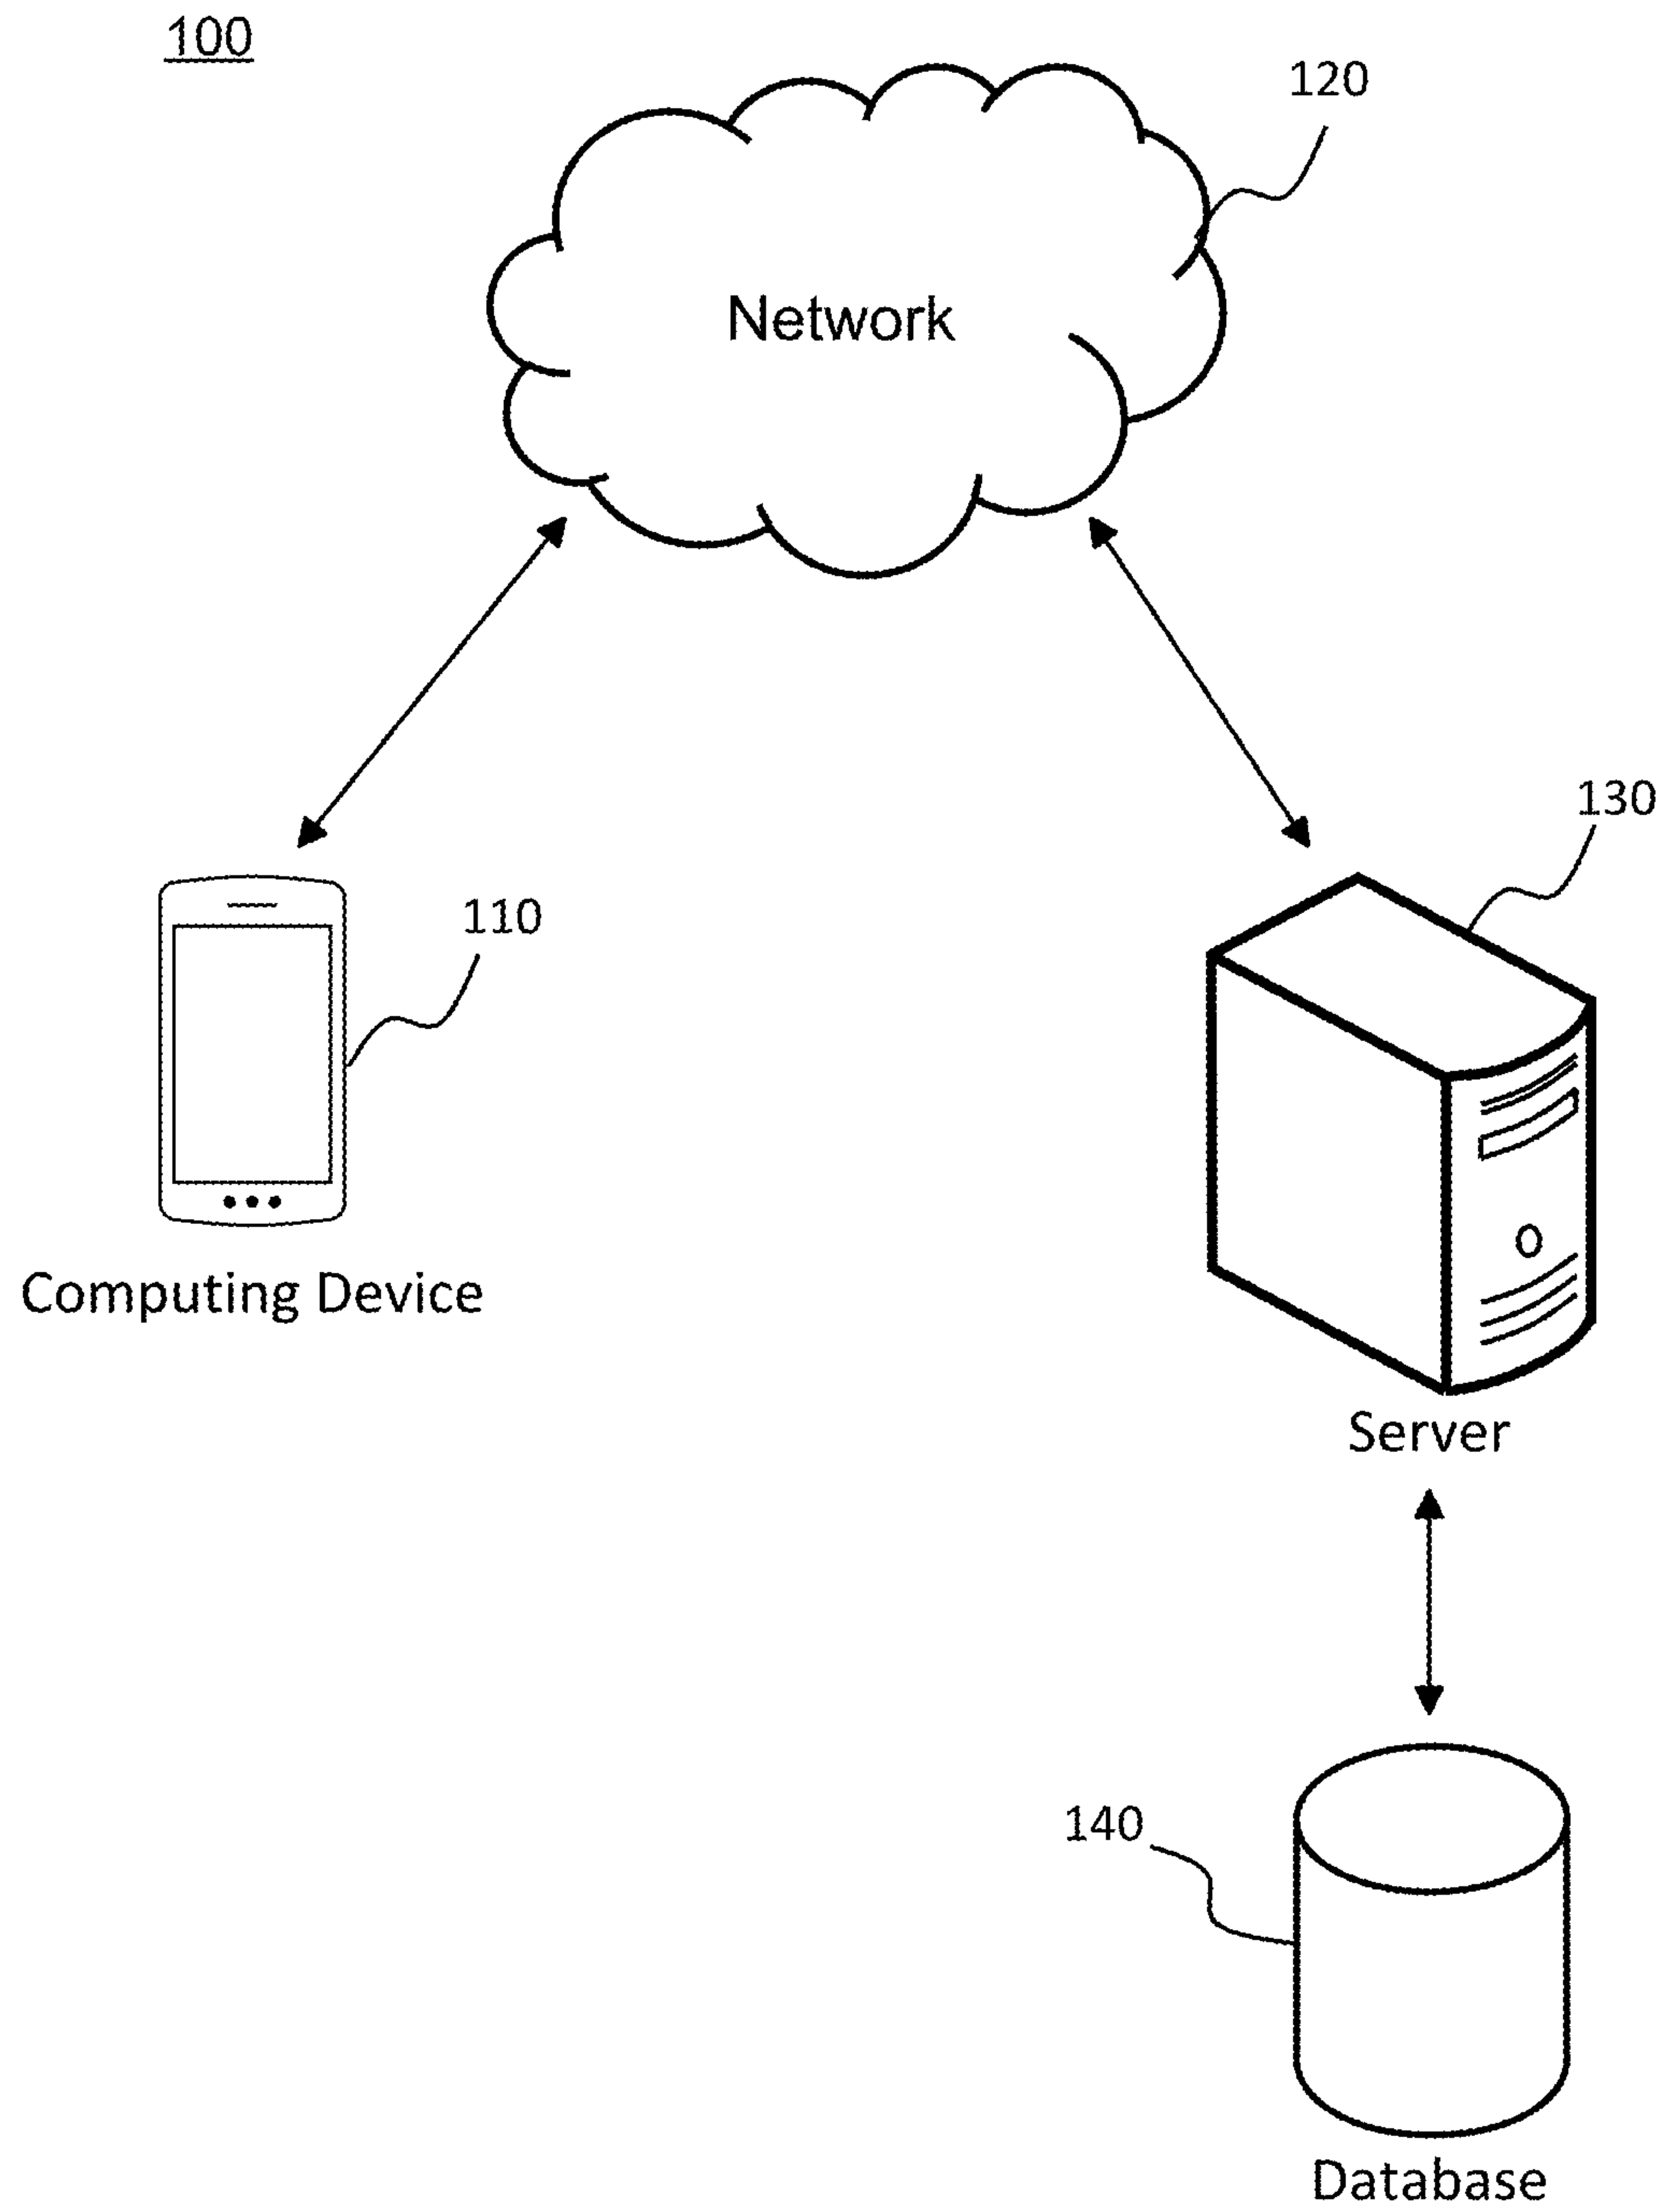 100
120
Network
130
110
Computing Device
Server
140
Database